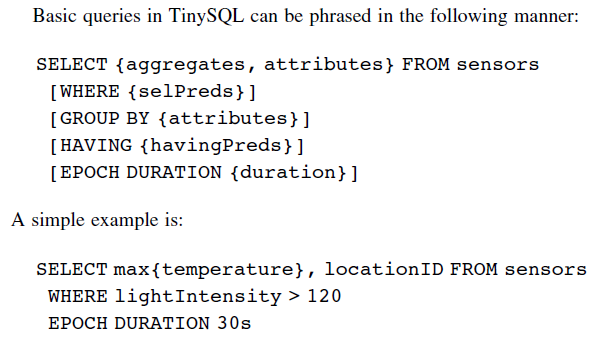 Basic queries in TinySQL can be phrased in the following manner:
SELECT {aggregates, attributes} FROM sensors
[WHERE {selPreds}]
[GROUP BY {attributes}]
[HAVING {havingPreds}]
[EPOCH DURATION {duration}]
A simple example is:
SELECT max{temperature}, locationID FROM sensors
WHERE lightIntensity > 120
EPOCH DURATION 30s